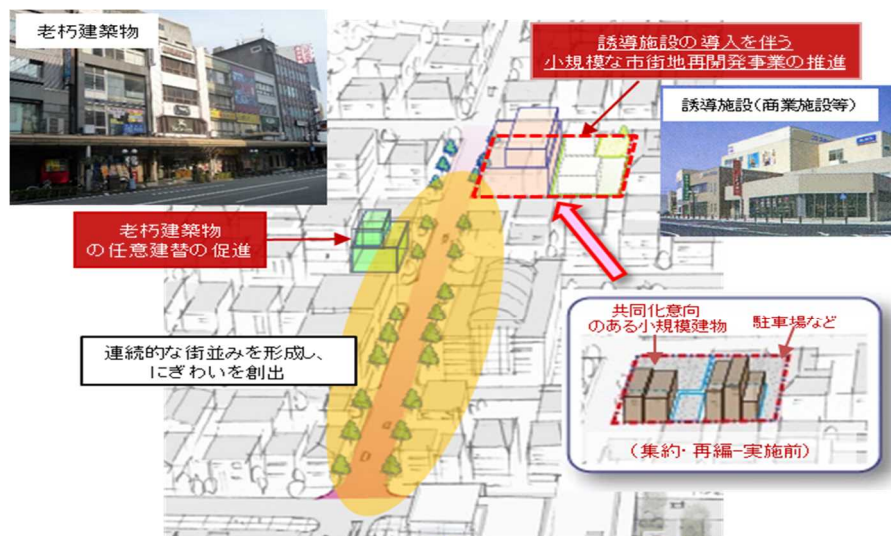 老朽建築物
誘導施設の導入を伴う
小規模な市街地再開発事業の推進
誘導施設(商業施設等)
老朽建築物
の任意建替の促進
連続的な街並みを形成し、
にぎわいを創出
共同化意向
のある小規模建物
駐車場など
(集約・再編-実施前)